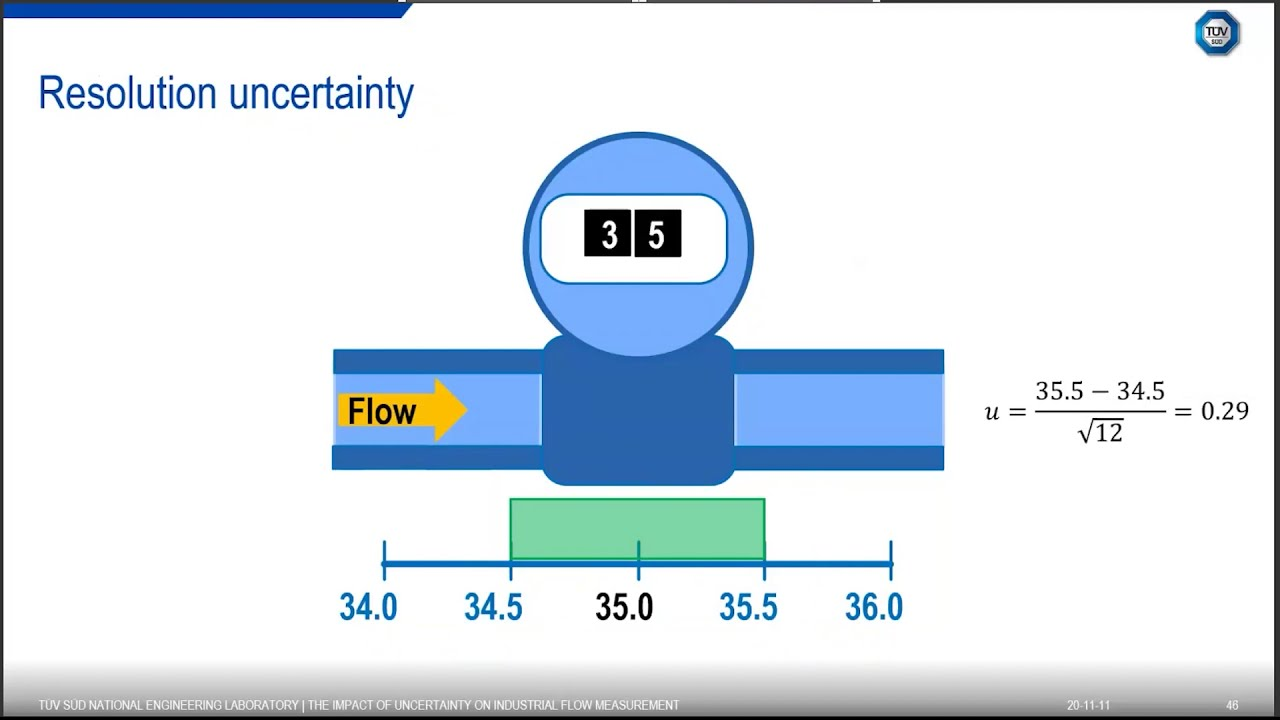 TÜV
SÜD
Resolution uncertainty
3 5
Flow
u = (35.5 − 34.5) / √12 = 0.29
34.0 34.5 35.0 35.5 36.0
TÜV SÜD NATIONAL ENGINEERING LABORATORY | THE IMPACT OF UNCERTAINTY ON INDUSTRIAL FLOW MEASUREMENT 20-11-11 46